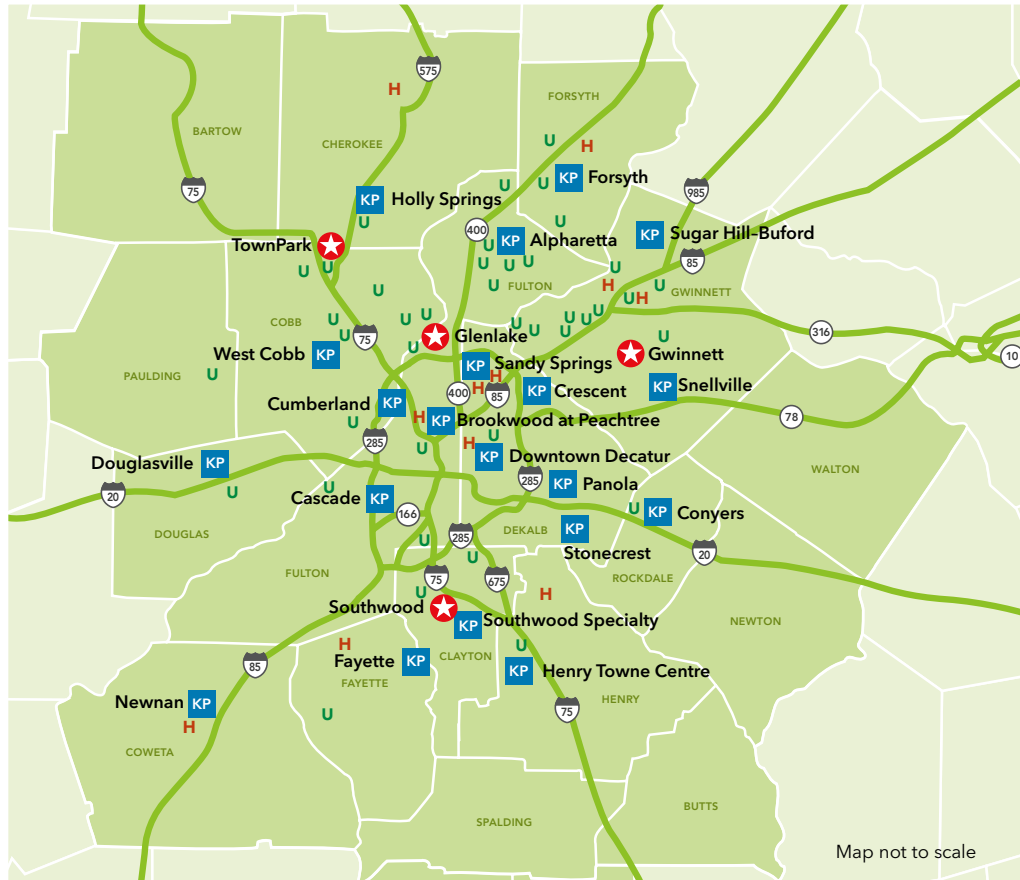 575
H
FORSYTH
BARTOW
CHEROKEE
U
H
75
KP Holly Springs
U
U
KP Forsyth
985
U
400
U
TownPark
U
KP Alpharetta
KP Sugar Hill-Buford
U
U
U
U
U
U
85
U
U
FULTON
H
U
GWINNETT
U
H
U
U
U
COBB
U
U
U
U
U
U
U
316
75
U
Glenlake
U
U
10
West Cobb KP
Gwinnett
PAULDING
U
KP Sandy Springs
H
H
400
85
KP Crescent
KP Snellville
Cumberland KP
U
H
KP Brookwood at Peachtree
78
285
U
H
U
Douglasville KP
KP Downtown Decatur
WALTON
20
U
U
285
KP Panola
Cascade KP
166
U
KP Conyers
DOUGLAS
U
285
DEKALB
KP
Stonecrest
20
U
FULTON
75
675
ROCKDALE
U
H
Southwood
KP Southwood Specialty
NEWTON
H
U
Fayette KP
CLAYTON
85
FAYETTE
KP Henry Towne Centre
Newnan KP
HENRY
U
75
H
COWETA
BUTTS
SPALDING
Map not to scale